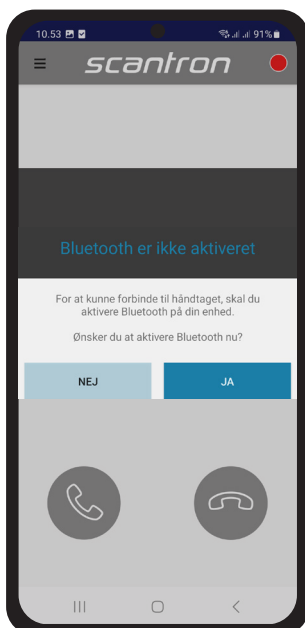 10.53 91%
scantron
Bluetooth er ikke aktiveret
For at kunne forbinde til håndtaget, skal du
aktivere Bluetooth på din enhed.
Ønsker du at aktivere Bluetooth nu?
NEJ JA